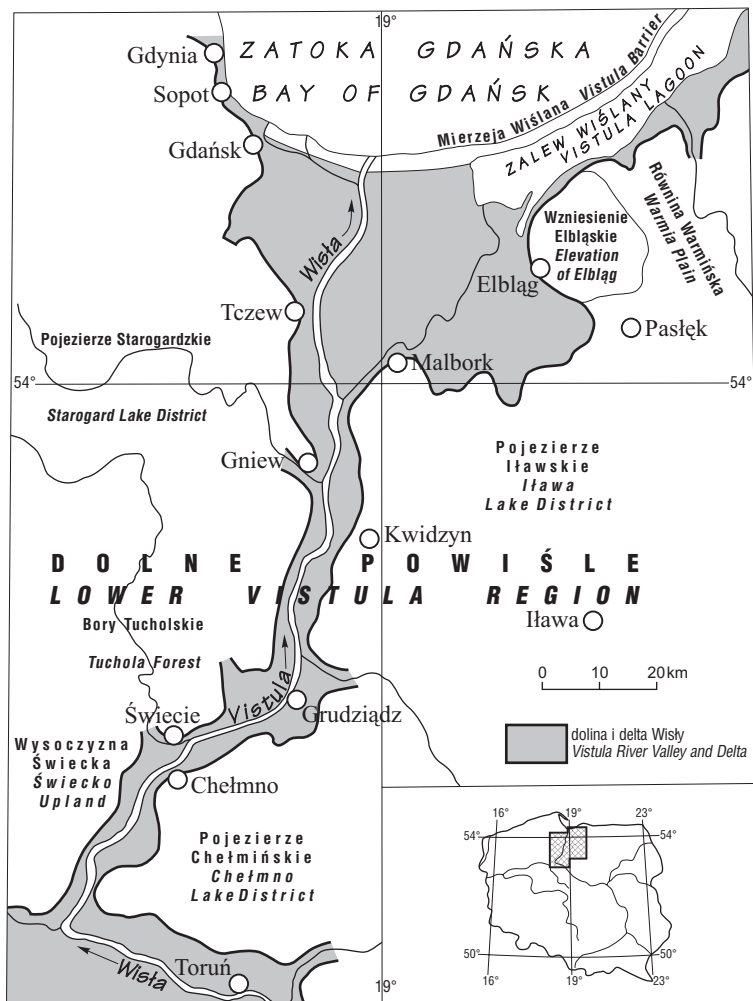 19°
Gdynia
ZATOKA GDAŃSKA
Sopot
BAY OF GDAŃSK
Mierzeja Wiślana Vistula Barrier
ZALEW WIŚLANY
VISTULA LAGOON
Gdańsk
Równina Warmińska
Warmia Plain
Wzniesienie
Elbląskie
Elevation
of Elbląg
Wisła
Elbląg
Tczew
Pasłęk
Pojezierze Starogardzkie
Malbork
54°
54°
Starogard Lake District
Gniew
Pojezierze
Iławskie
Iława
Lake District
Kwidzyn
DOLNE POWIŚLE
LOWER VISTULA REGION
Bory Tucholskie
Iława
Tuchola Forest
0 10 20 km
Vistula
Grudziądz
Świecie
dolina i delta Wisły
Vistula River Valley and Delta
Wysoczyzna
Świecka
Świecko
Upland
Chełmno
Pojezierze
Chełmińskie
Chełmno
Lake District
Wisła
Toruń
19°
16° 19° 23°
54° 54°
50° 50°
16° 19° 23°